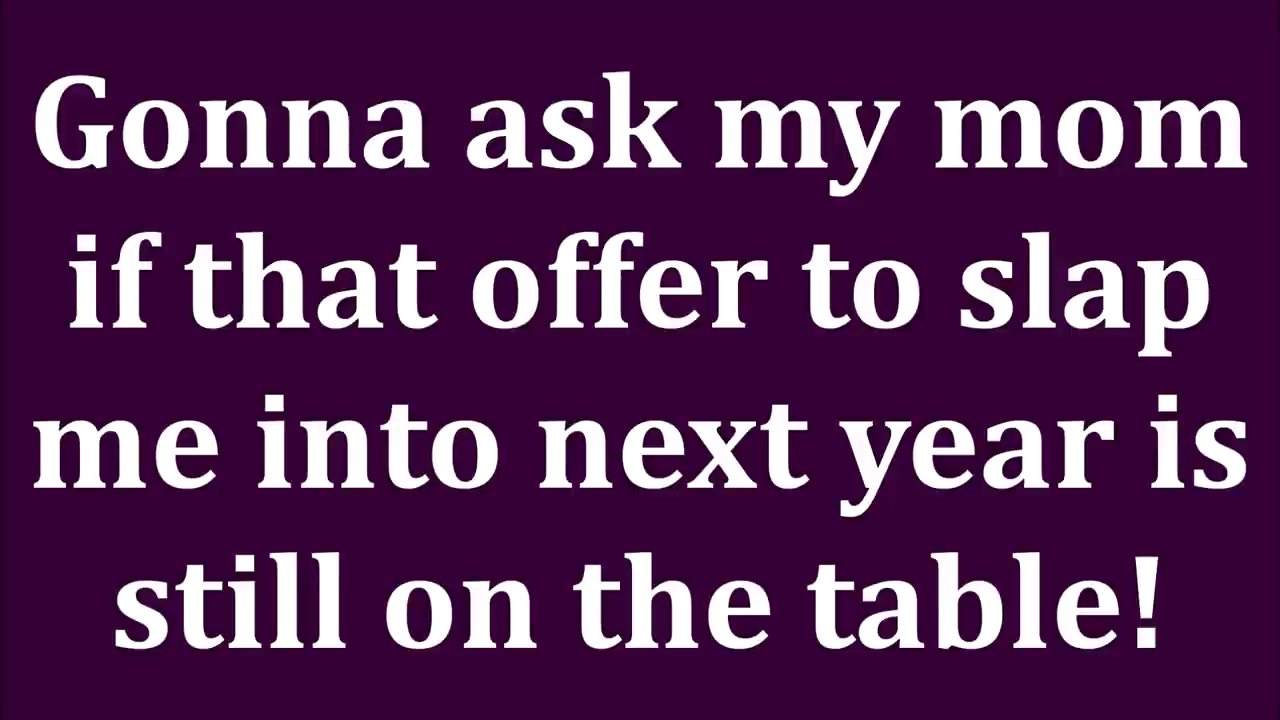 Gonna ask my mom
if that offer to slap
me into next year is
still on the table!